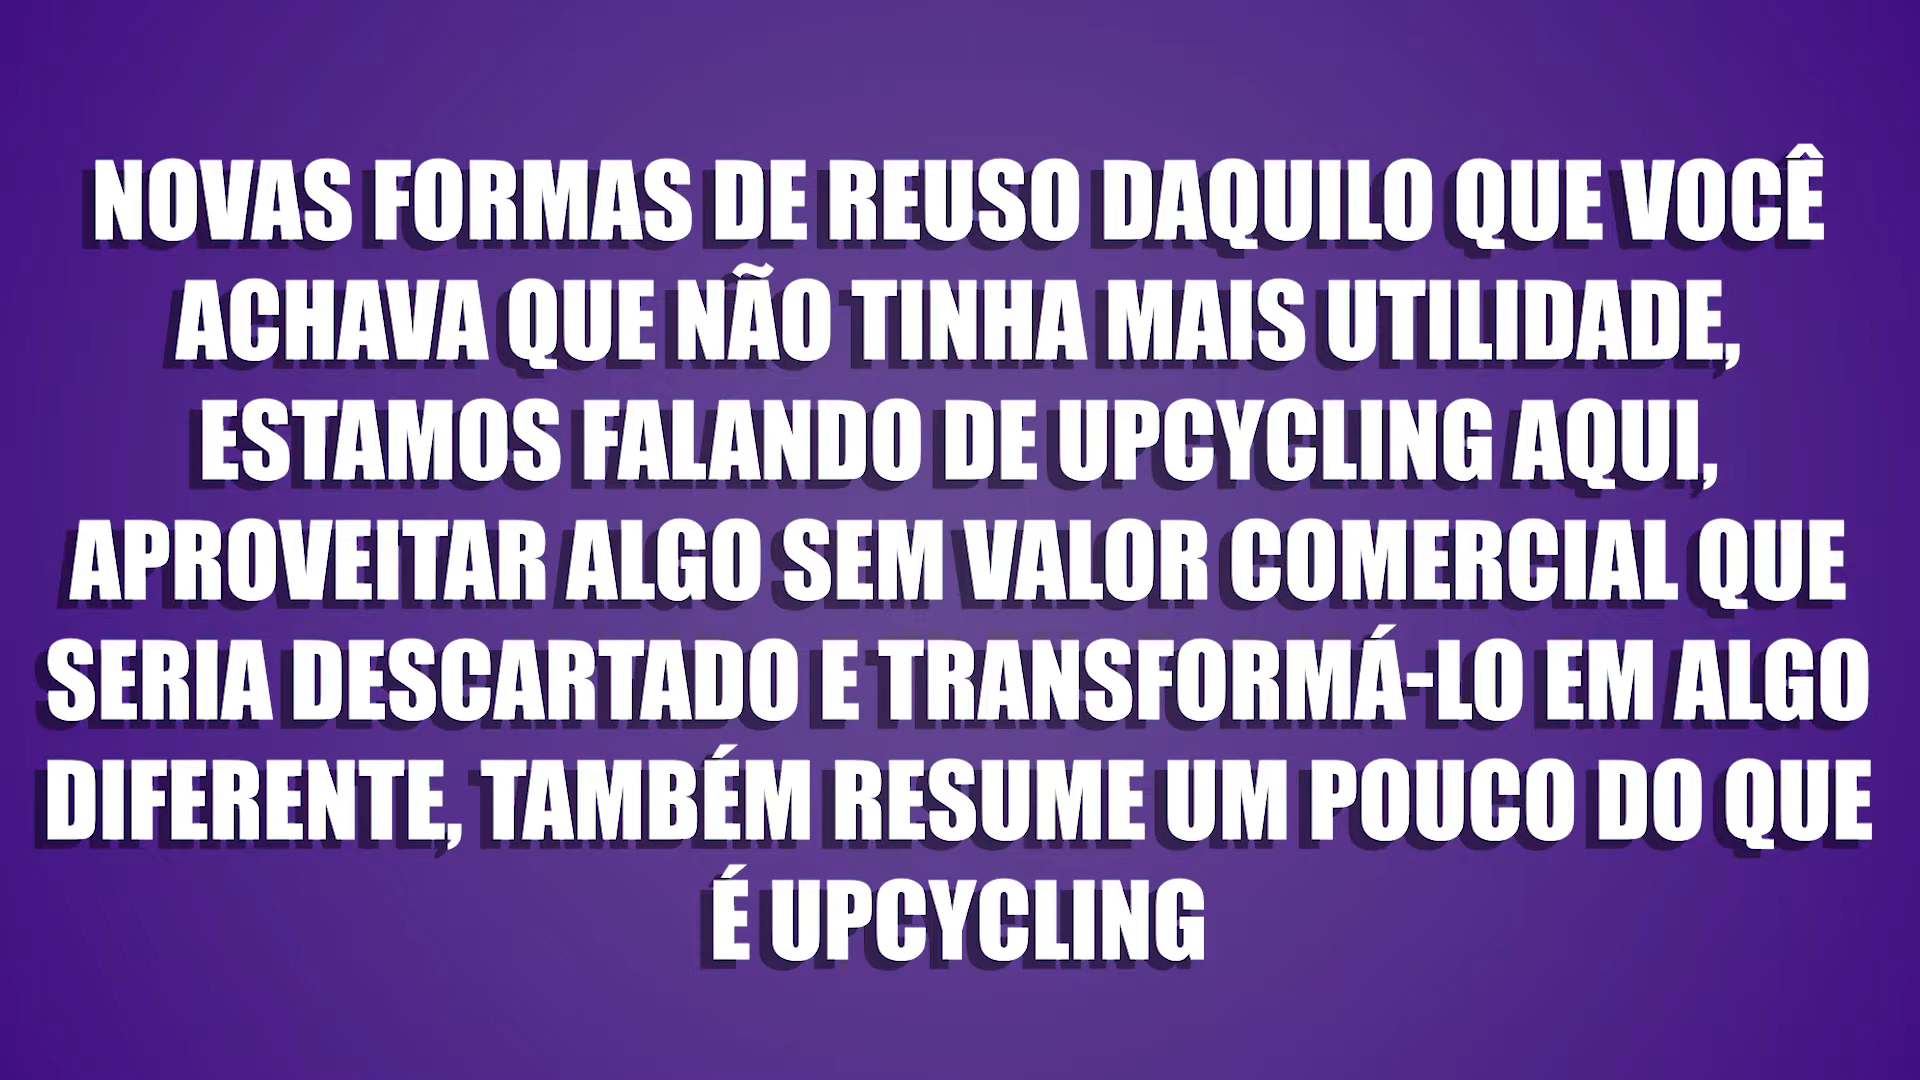 NOVAS FORMAS DE REUSO DAQUILO QUE VOCÊ
ACHAVA QUE NÃO TINHA MAIS UTILIDADE,
ESTAMOS FALANDO DE UPCYCLING AQUI,
APROVEITAR ALGO SEM VALOR COMERCIAL QUE
SERIA DESCARTADO E TRANSFORMÁ-LO EM ALGO
DIFERENTE, TAMBÉM RESUME UM POUCO DO QUE
É UPCYCLING